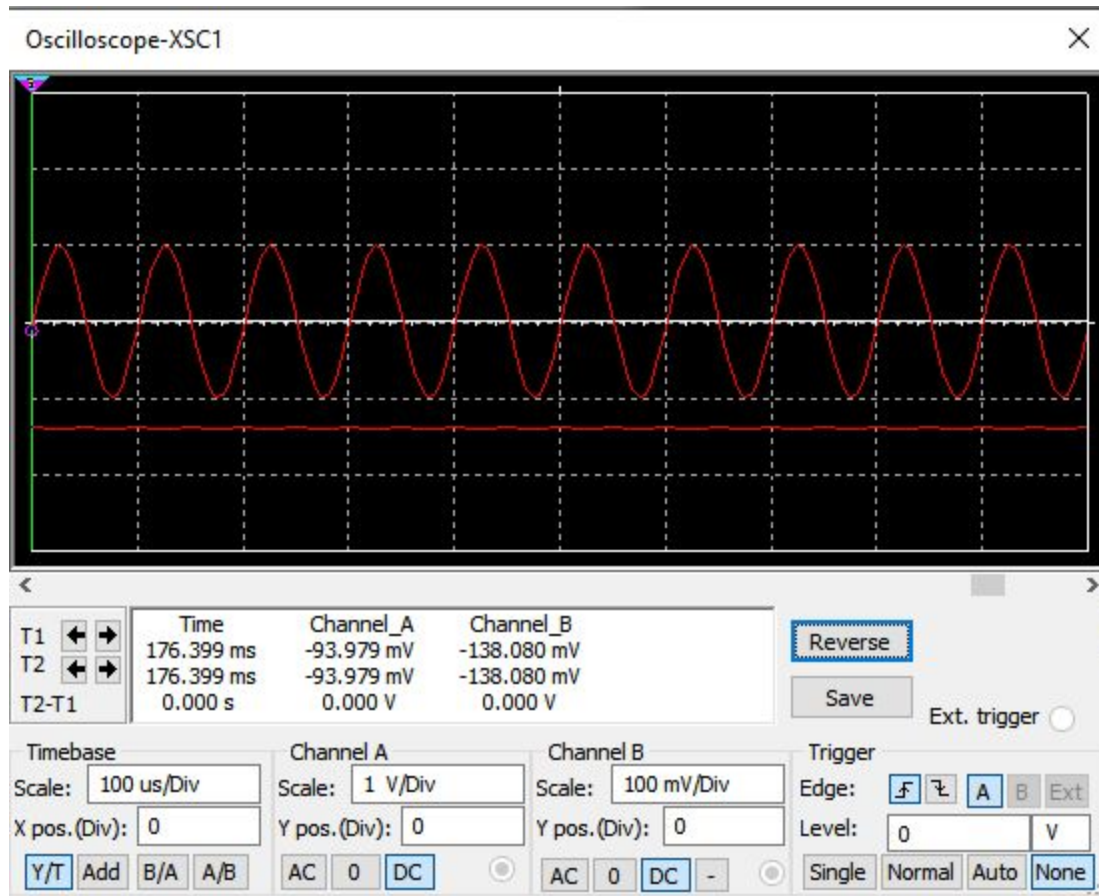 Oscilloscope-XSC1
Time Channel_A Channel_B
T1 176.399 ms -93.979 mV -138.080 mV
T2 176.399 ms -93.979 mV -138.080 mV
T2-T1 0.000 s 0.000 V 0.000 V
Reverse
Save
Ext. trigger
Timebase Channel A Channel B Trigger
Scale: 100 us/Div Scale: 1 V/Div Scale: 100 mV/Div Edge: A B Ext
X pos.(Div): 0 Y pos.(Div): 0 Y pos.(Div): 0 Level: 0 V
Y/T Add B/A A/B AC 0 DC AC 0 DC - Single Normal Auto None